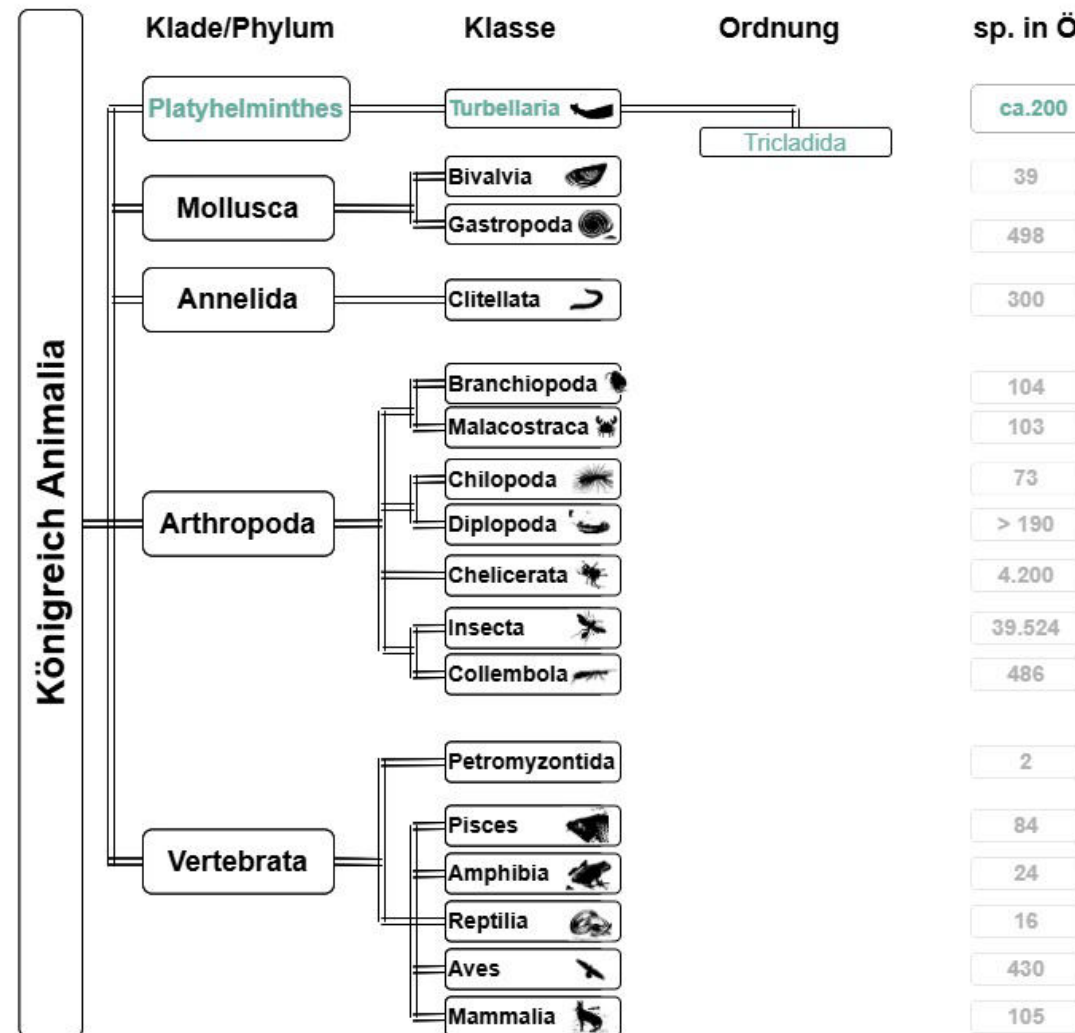 Klade/Phylum Klasse Ordnung sp. in Ö
Königreich Animalia
Platyhelminthes Turbellaria ca.200
Tricladida
Bivalvia 39
Mollusca
Gastropoda 498
Annelida Clitellata 300
Branchiopoda 104
Malacostraca 103
Chilopoda 73
Arthropoda Diplopoda > 190
Chelicerata 4.200
Insecta 39.524
Collembola 486
Petromyzontida 2
Pisces 84
Vertebrata Amphibia 24
Reptilia 16
Aves 430
Mammalia 105